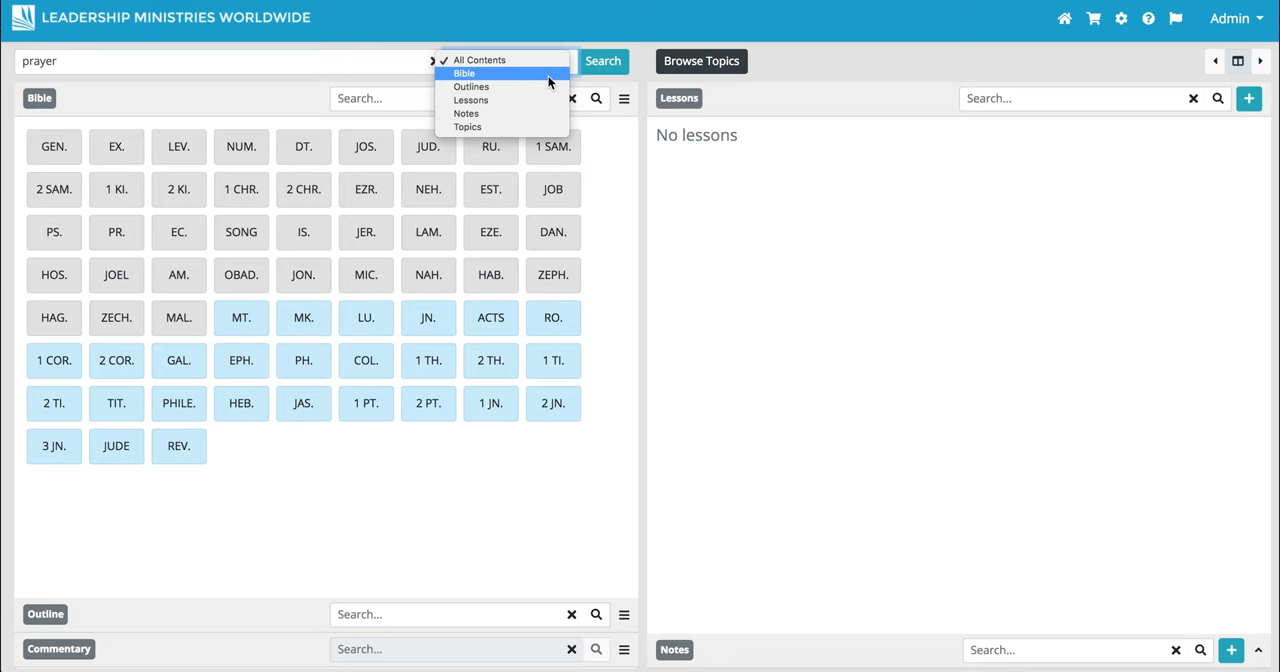 LEADERSHIP MINISTRIES WORLDWIDE
Admin
prayer
All Contents
Bible
Outlines
Lessons
Notes
Topics
Search
Browse Topics
Bible
Search...
Lessons
Search...
No lessons
GEN. EX. LEV. NUM. DT. JOS. JUD. RU. 1 SAM.
2 SAM. 1 KI. 2 KI. 1 CHR. 2 CHR. EZR. NEH. EST. JOB
PS. PR. EC. SONG IS. JER. LAM. EZE. DAN.
HOS. JOEL AM. OBAD. JON. MIC. NAH. HAB. ZEPH.
HAG. ZECH. MAL. MT. MK. LU. JN. ACTS RO.
1 COR. 2 COR. GAL. EPH. PH. COL. 1 TH. 2 TH. 1 TI.
2 TI. TIT. PHILE. HEB. JAS. 1 PT. 2 PT. 1 JN. 2 JN.
3 JN. JUDE REV.
Outline
Search...
Commentary
Search...
Notes
Search...